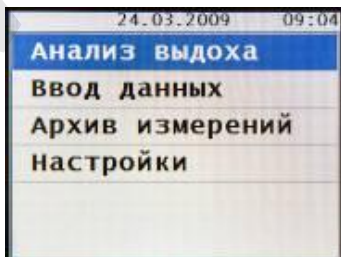 24.03.2009 09:04
Анализ выдоха
Ввод данных
Архив измерений
Настройки